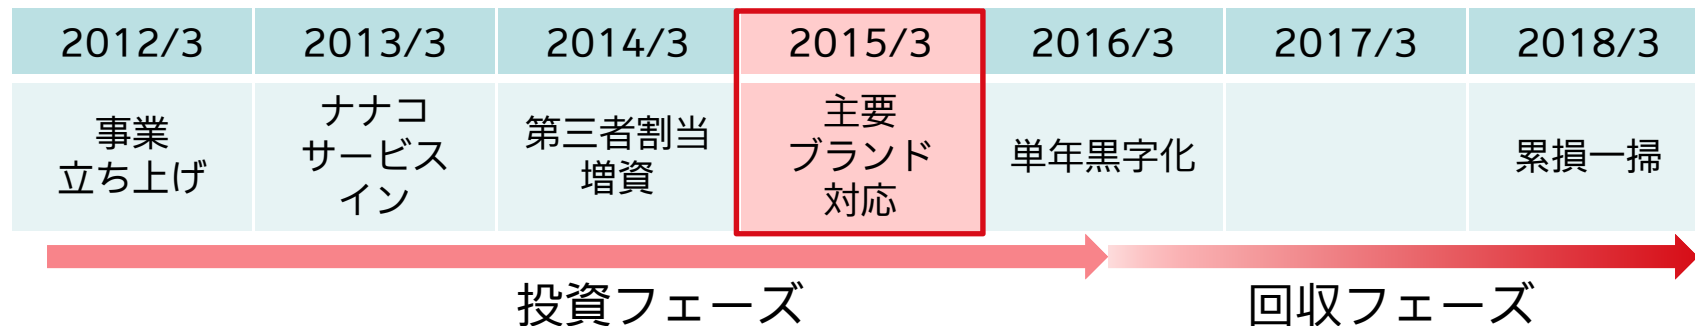 2012/3 2013/3 2014/3 2015/3 2016/3 2017/3 2018/3
事業
立ち上げ
ナナコ
サービス
イン
第三者割当
増資
主要
ブランド
対応
単年黒字化
累損一掃
投資フェーズ
回収フェーズ